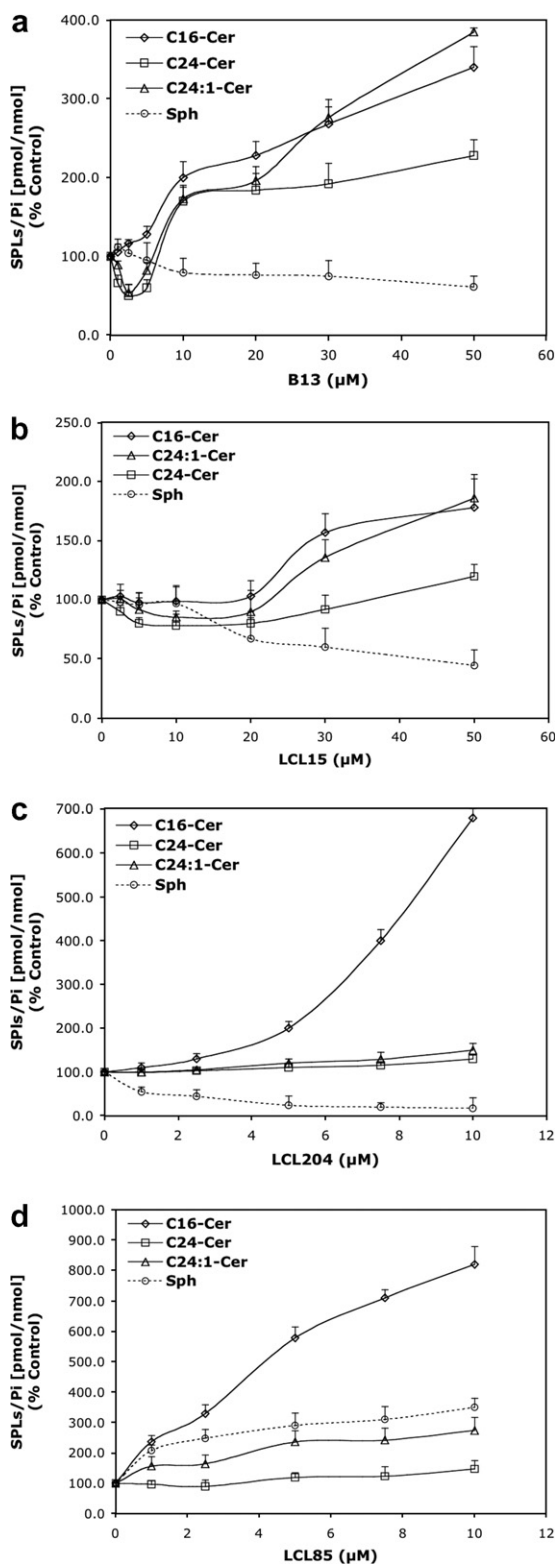 a
400.0
300.0
200.0
100.0
0.0
SPLs/Pi [pmol/nmol]
(% Control)
C16-Cer
C24-Cer
C24:1-Cer
Sph
0 10 20 30 40 50 60
B13 (µM)
b
250.0
200.0
150.0
100.0
50.0
0.0
SPLs/Pi [pmol/nmol]
(% Control)
C16-Cer
C24:1-Cer
C24-Cer
Sph
0 10 20 30 40 50 60
LCL15 (µM)
c
700.0
600.0
400.0
300.0
200.0
100.0
0.0
SPls/Pi [pmol/nmol]
(% Control)
C16-Cer
C24-Cer
C24:1-Cer
Sph
0 2 4 6 8 10 12
LCL204 (µM)
d
1000.0
900.0
800.0
700.0
600.0
500.0
400.0
300.0
200.0
100.0
0.0
SPLs/Pi [pmol/nmol]
(% Control)
C16-Cer
C24-Cer
C24:1-Cer
Sph
0 2 4 6 8 10 12
LCL85 (µM)